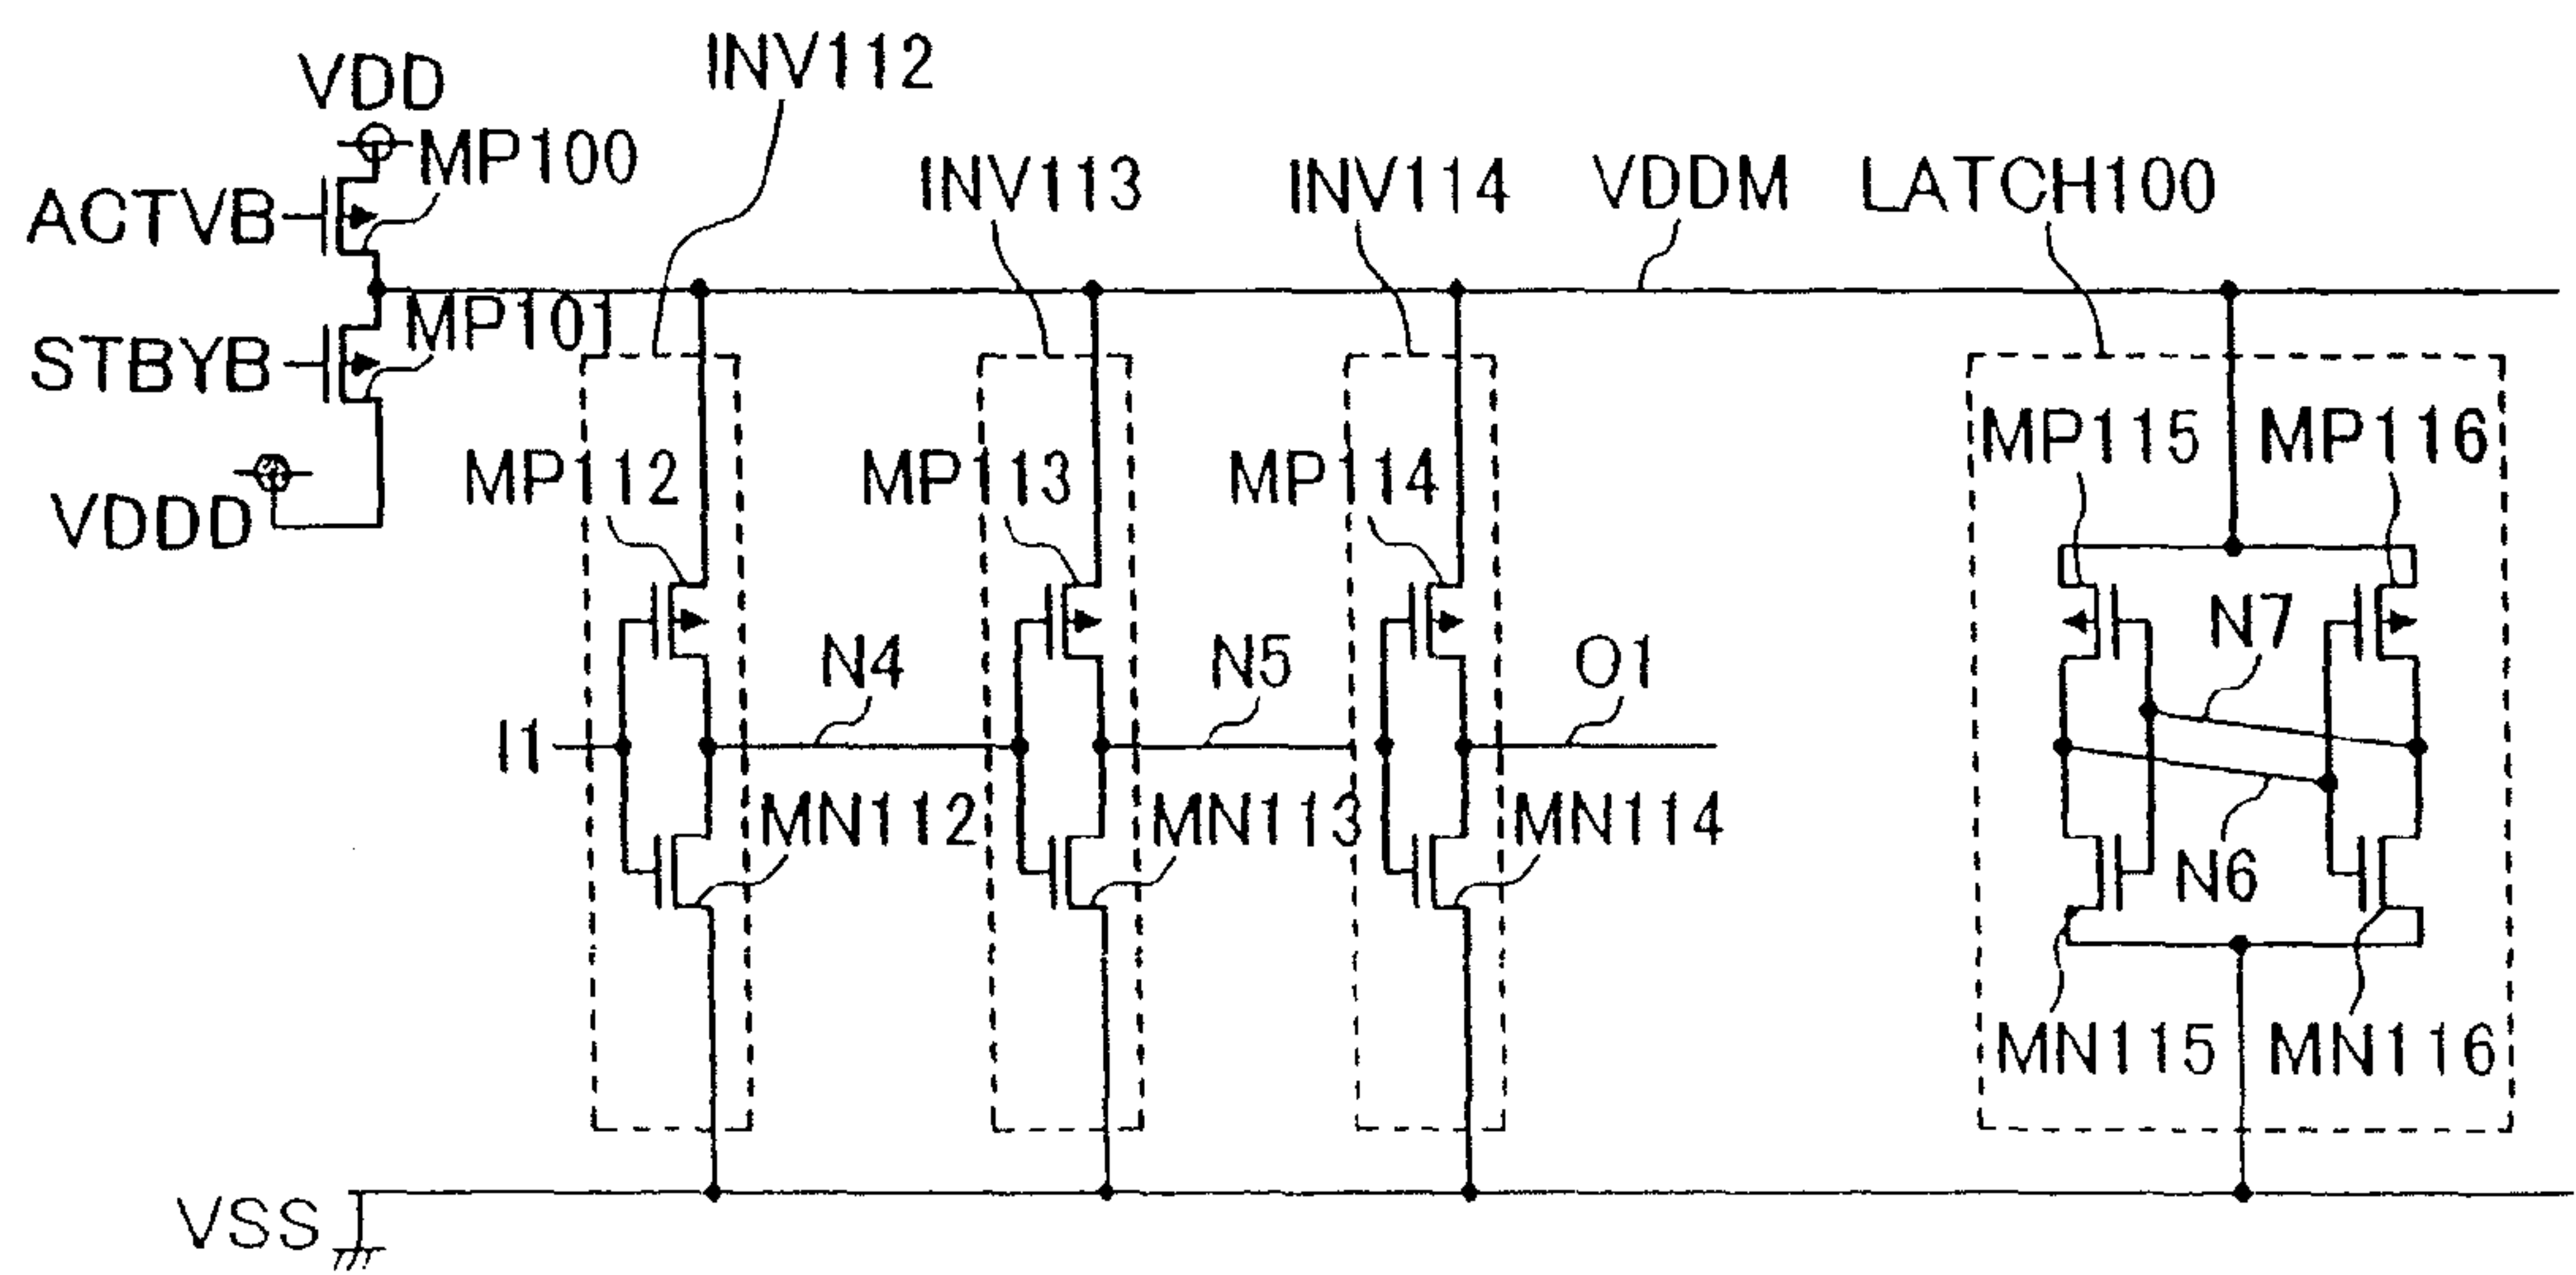 INV112
VDD
MP100
INV113
INV114
VDDM
LATCH100
ACTVB
MP101
STBYB
MP115
MP116
MP112
MP113
MP114
VDDD
N7
N4
N5
O1
I1
MN112
MN113
MN114
N6
MN115
MN116
VSS